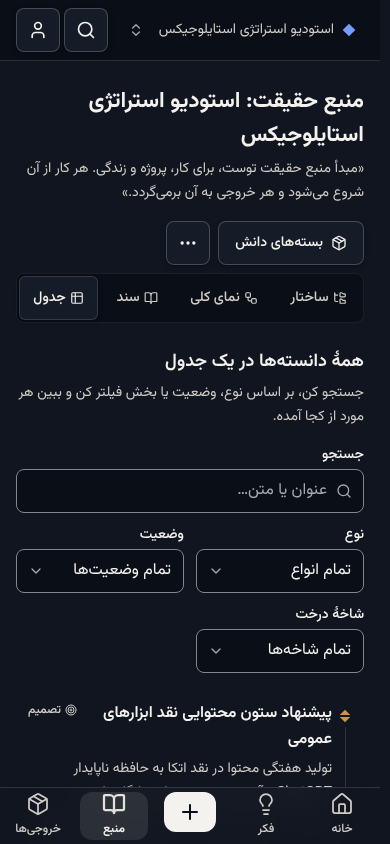 استودیو استراتژی استایلوجیکس
منبع حقیقت: استودیو استراتژی
استایلوجیکس
«مبدأ منبع حقیقت توست، برای کار، پروژه و زندگی. هر کار از آن
شروع می‌شود و هر خروجی به آن برمی‌گردد.»
بسته‌های دانش
ساختار
نمای کلی
سند
جدول
همهٔ دانسته‌ها در یک جدول
جستجو کن، بر اساس نوع، وضعیت یا بخش فیلتر کن و ببین هر
مورد از کجا آمده.
جستجو
عنوان یا متن…
نوع
وضعیت
تمام انواع
تمام وضعیت‌ها
شاخهٔ درخت
تمام شاخه‌ها
پیشنهاد ستون محتوایی نقد ابزارهای
عمومی
تصمیم
تولید هفتگی محتوا در نقد اتکا به حافظه ناپایدار
خانه
فکر
منبع
خروجی‌ها